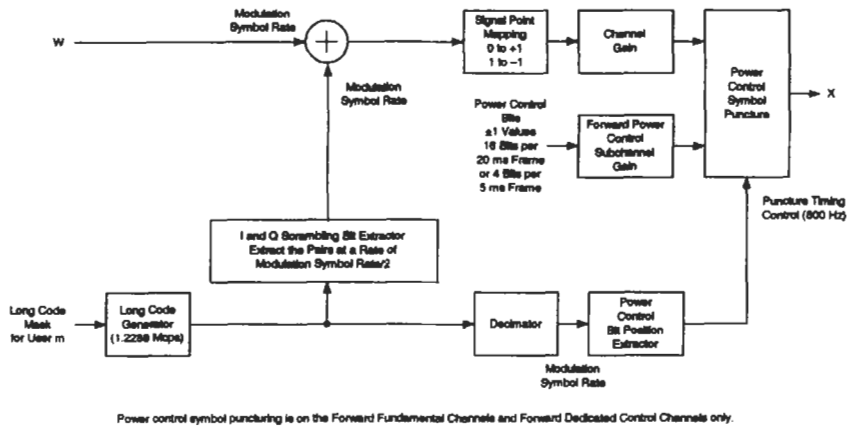 Modulation
Symbol Rate
W
+
Signal Point
Mapping
0 to +1
1 to –1
Channel
Gain
Power
Control
Symbol
Puncture
X
Modulation
Symbol Rate
Power Control
Bits
±1 Values
16 Bits per
20 ms Frame
or 4 Bits per
5 ms Frame
Forward Power
Control
Subchannel
Gain
Puncture Timing
Control (800 Hz)
I and Q Scrambling Bit Extractor
Extract the Pairs at a Rate of
Modulation Symbol Rate/2
Long Code
Mask
for User m
Long Code
Generator
(1.2288 Mcps)
Decimator
Power
Control
Bit Position
Extractor
Modulation
Symbol Rate
Power control symbol puncturing is on the Forward Fundamental Channels and Forward Dedicated Control Channels only.